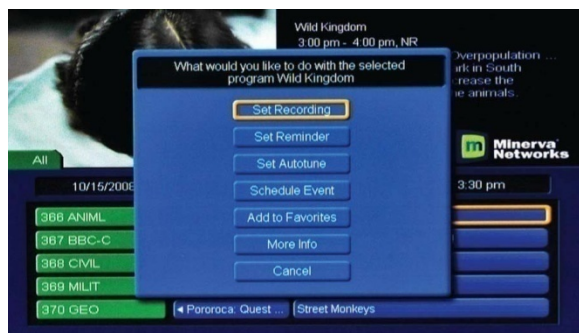 Wild Kingdom
3:00 pm - 4:00 pm, NR
Overpopulation ...
ark in South
crease the
e animals.
What would you like to do with the selected
program Wild Kingdom
Set Recording
Set Reminder
Set Autotune
Schedule Event
Add to Favorites
More Info
Cancel
m Minerva
Networks
All
10/15/2008
3:30 pm
366 ANIML
367 BBC-C
368 CIVIL
369 MILIT
370 GEO
◄ Pororoca: Quest ...
Street Monkeys